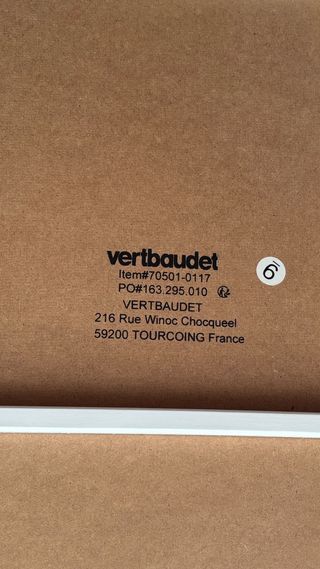 vertbaudet
Item#70501-0117
PO#163.295.010
VERTBAUDET
216 Rue Winoc Chocqueel
59200 TOURCOING France
6